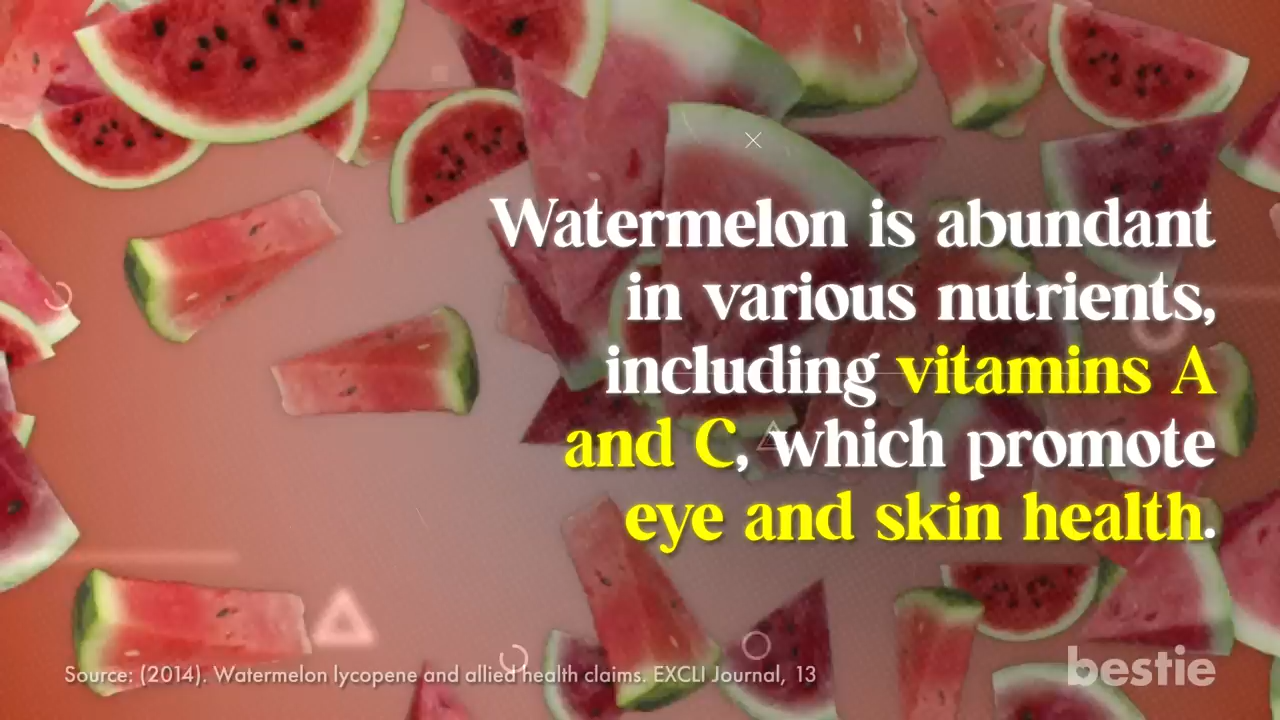 Watermelon is abundant
in various nutrients,
including vitamins A
and C, which promote
eye and skin health.
Source: (2014). Watermelon lycopene and allied health claims. EXCLI Journal, 13
bestie